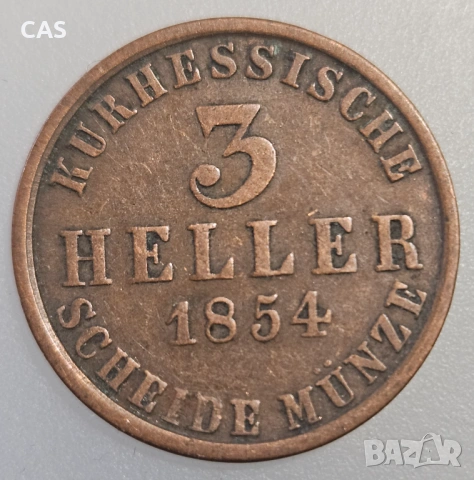 CAS
KURHESSISCHE
3
HELLER
1854
SCHEIDE MÜNZE
BAZAR